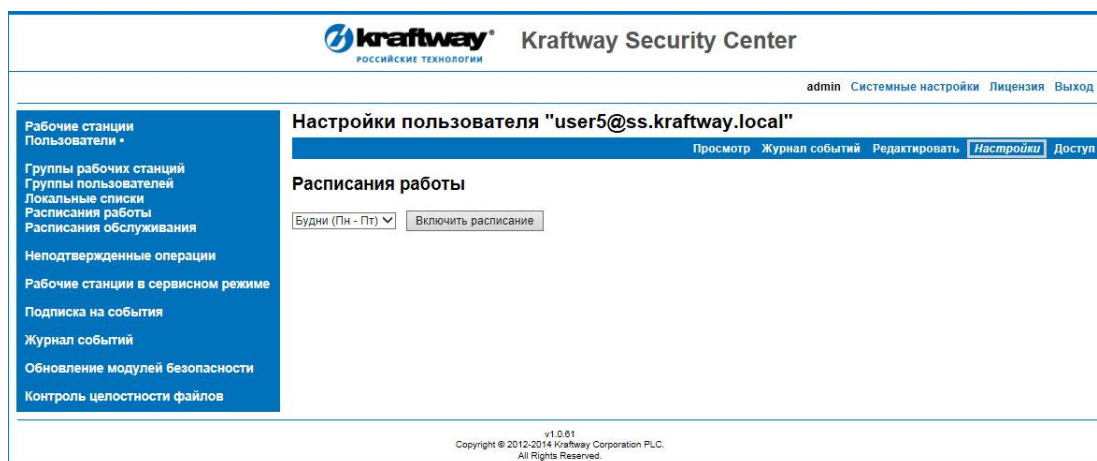 kraftway® Kraftway Security Center
РОССИЙСКИЕ ТЕХНОЛОГИИ
admin Системные настройки Лицензия Выход
Рабочие станции
Пользователи •
Группы рабочих станций
Группы пользователей
Локальные списки
Расписания работы
Расписания обслуживания
Неподтвержденные операции
Рабочие станции в сервисном режиме
Подписка на события
Журнал событий
Обновление модулей безопасности
Контроль целостности файлов
Настройки пользователя "user5@ss.kraftway.local"
Просмотр Журнал событий Редактировать Настройки Доступ
Расписания работы
Будни (Пн - Пт) Включить расписание
v1.0.61
Copyright © 2012-2014 Kraftway Corporation PLC.
All Rights Reserved.